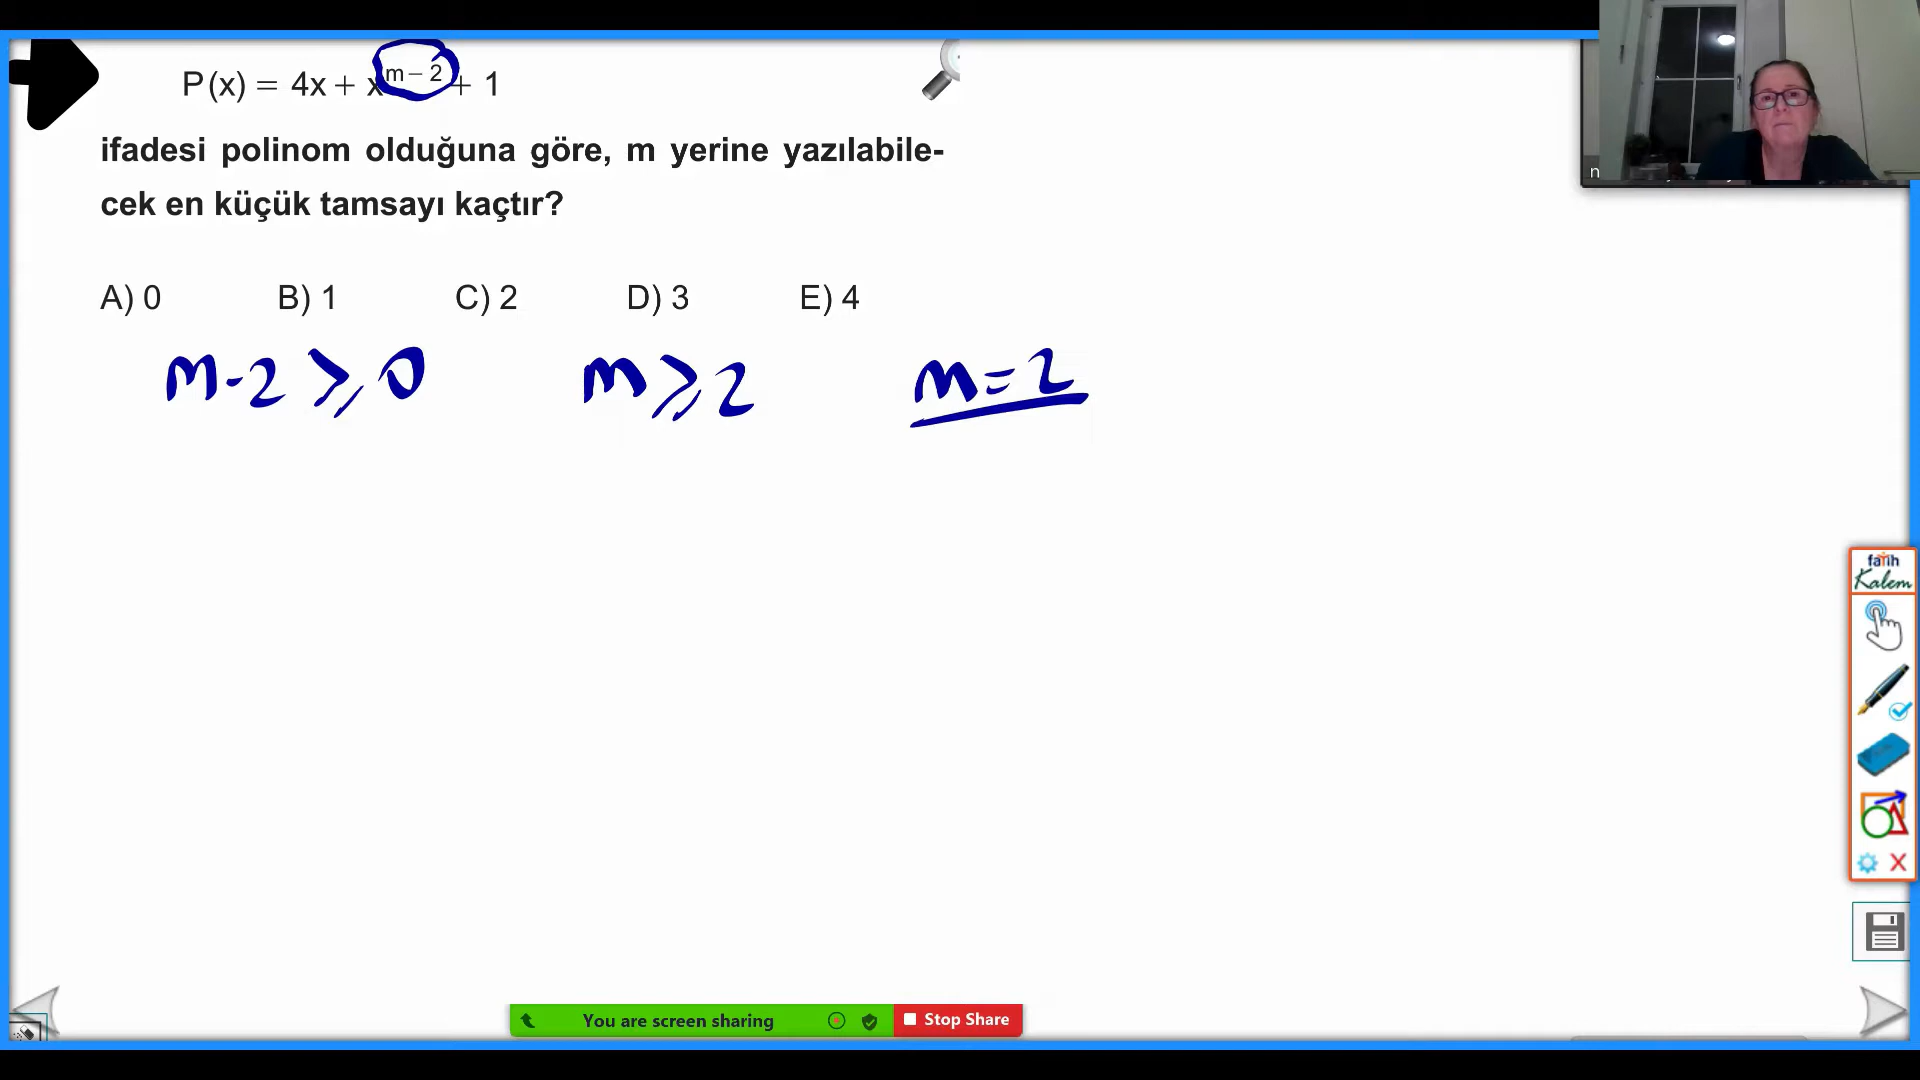 P(x) = 4x + x^{m-2} + 1
ifadesi polinom olduğuna göre, m yerine yazılabile-
cek en küçük tamsayı kaçtır?
A) 0 B) 1 C) 2 D) 3 E) 4
m-2 ⩾ 0 m ⩾ 2 m=2
fatih
Kalem
You are screen sharing
Stop Share